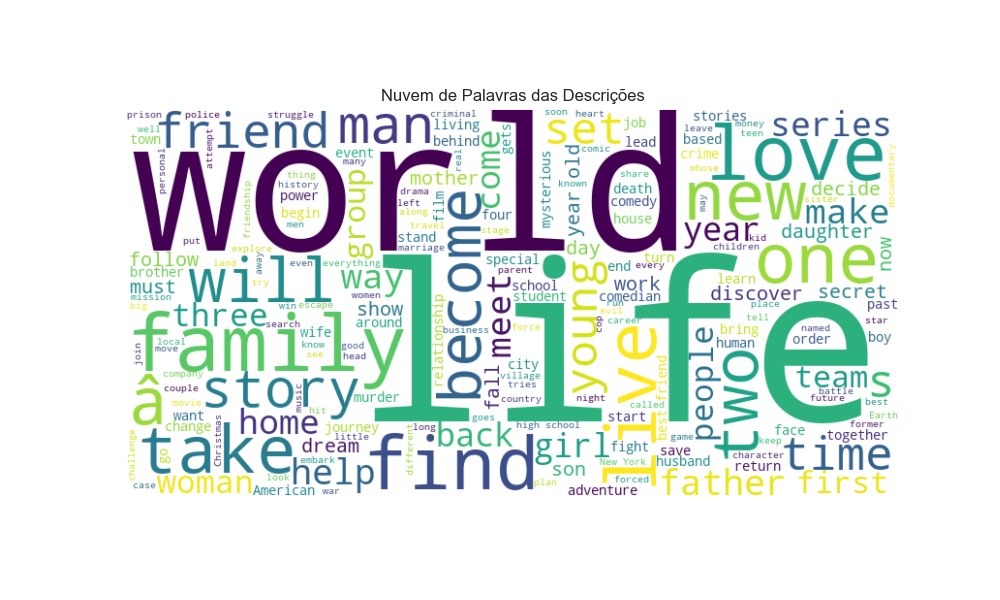 Nuvem de Palavras das Descrições
prison police struggle criminal soon heart money
well friend man living set job stories leave teen series
town attempt world behind come gets lead based love whose
personal event many real comic crime documentary
thing mother film mysterious year old share new decide
history drama four known death may make
power group left comedy sister
friendship begin along stand stage house year daughter
men travel marriage day kid now
put explore even everything special turn children one
follow land away way parent end every learn
brother will become meet school young work discover secret
must try women student comedian place past
mission win escape show relationship business run tell star
big three search around force evil people human bring named boy
join local family wife good life cop city order
move know see head fall village live two battle
company couple murder tries night start team s
â story movie music hit goes country called best friend future best Earth
want journey long high school girl face former
change home little back fight save game together
challenge go Christmas dream different son husband character keep
take look embark help find New York return time
case woman American war plan adventure forced career father first